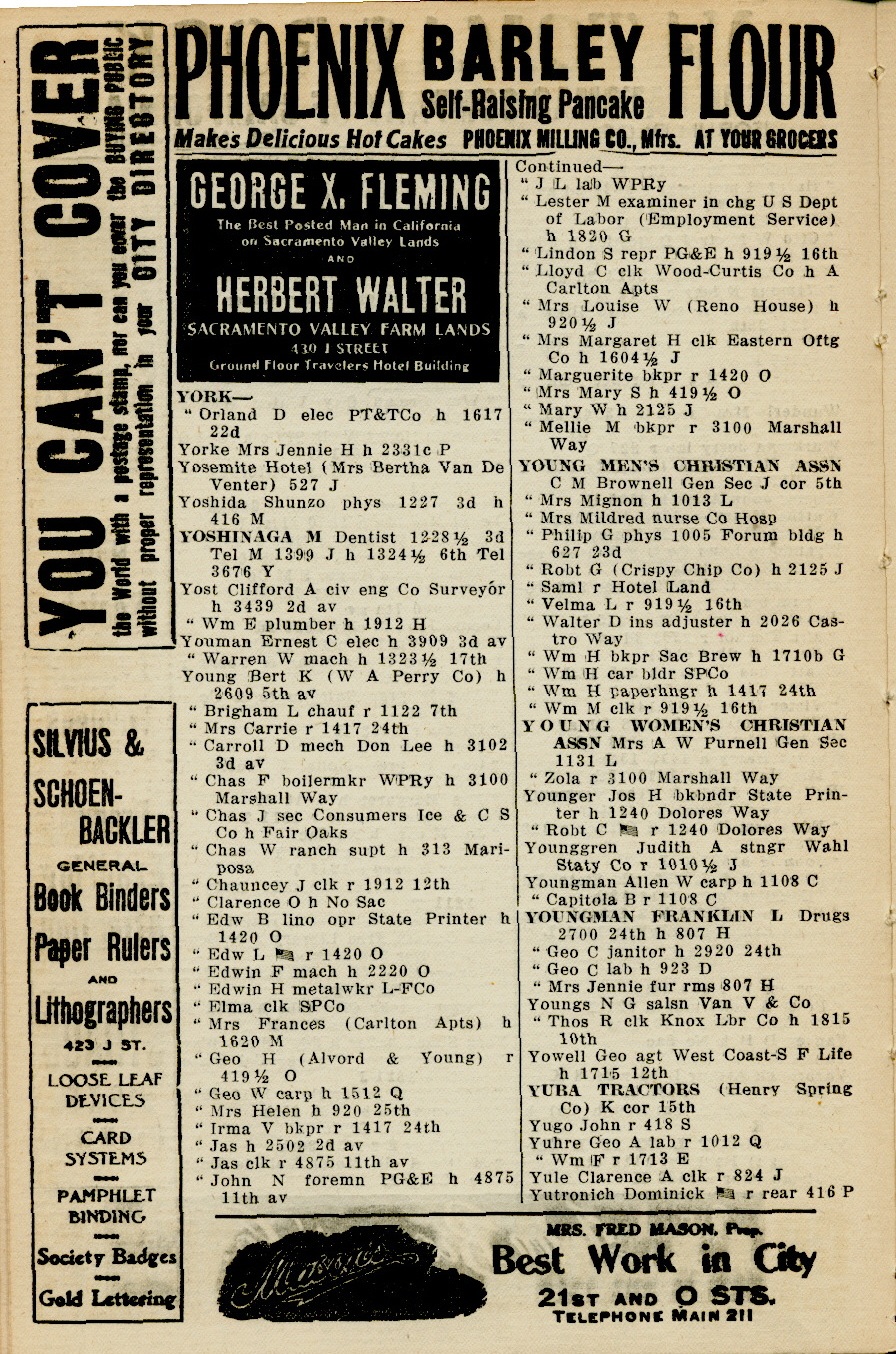 PHOENIX BARLEY FLOUR
Self-Raising Pancake
Makes Delicious Hot Cakes PHOENIX MILLING CO., Mfrs. AT YOUR GROCERS
YOU CAN'T COVER
the World with a postage stamp, nor can you cover the BUYING PUBLIC
without proper representation in your CITY DIRECTORY
SILVIUS &
SCHOEN-
BACKLER
GENERAL
Book Binders
Paper Rulers
AND
Lithographers
423 J ST.
LOOSE LEAF
DEVICES
CARD
SYSTEMS
PAMPHLET
BINDING
Society Badges
Gold Lettering
GEORGE X. FLEMING
The Best Posted Man in California
on Sacramento Valley Lands
AND
HERBERT WALTER
SACRAMENTO VALLEY FARM LANDS
430 J STREET
Ground Floor Travelers Hotel Building
YORK—
“ Orland D elec PT&TCo h 1617
22d
Yorke Mrs Jennie H h 2331c P
Yosemite Hotel (Mrs Bertha Van De
Venter) 527 J
Yoshida Shunzo phys 1227 3d h
416 M
YOSHINAGA M Dentist 1228½ 3d
Tel M 1399 J h 1324½ 6th Tel
3676 Y
Yost Clifford A civ eng Co Surveyor
h 3439 2d av
“ Wm E plumber h 1912 H
Youman Ernest C elec h 3909 3d av
“ Warren W mach h 1323½ 17th
Young Bert K (W A Perry Co) h
2609 5th av
“ Brigham L chauf r 1122 7th
“ Mrs Carrie r 1417 24th
“ Carroll D mech Don Lee h 3102
3d av
“ Chas F boilermkr WPRy h 3100
Marshall Way
“ Chas J sec Consumers Ice & C S
Co h Fair Oaks
“ Chas W ranch supt h 313 Mari-
posa
“ Chauncey J clk r 1912 12th
“ Clarence O h No Sac
“ Edw B lino opr State Printer h
1420 O
“ Edw L r 1420 O
“ Edwin F mach h 2220 O
“ Edwin H metalwkr L-FCo
“ Elma clk SPCo
“ Mrs Frances (Carlton Apts) h
1620 M
“ Geo H (Alvord & Young) r
419½ O
“ Geo W carp h 1512 Q
“ Mrs Helen h 920 25th
“ Irma V bkpr r 1417 24th
“ Jas h 2502 2d av
“ Jas clk r 4875 11th av
“ John N foremn PG&E h 4875
11th av
Continued—
“ J L lab WPRy
“ Lester M examiner in chg U S Dept
of Labor (Employment Service)
h 1820 G
“ Lindon S repr PG&E h 919½ 16th
“ Lloyd C clk Wood-Curtis Co h A
Carlton Apts
“ Mrs Louise W (Reno House) h
920½ J
“ Mrs Margaret H clk Eastern Oftg
Co h 1604½ J
“ Marguerite bkpr r 1420 O
“ Mrs Mary S h 419½ O
“ Mary W h 2125 J
“ Mellie M bkpr r 3100 Marshall
Way
YOUNG MEN'S CHRISTIAN ASSN
C M Brownell Gen Sec J cor 5th
“ Mrs Mignon h 1013 L
“ Mrs Mildred nurse Co Hosp
“ Philip G phys 1005 Forum bldg h
627 23d
“ Robt G (Crispy Chip Co) h 2125 J
“ Saml r Hotel Land
“ Velma L r 919½ 16th
“ Walter D ins adjuster h 2026 Cas-
tro Way
“ Wm H bkpr Sac Brew h 1710b G
“ Wm H car bldr SPCo
“ Wm H paperhngr h 1417 24th
“ Wm M clk r 919½ 16th
YOUNG WOMEN'S CHRISTIAN
ASSN Mrs A W Purnell Gen Sec
1131 L
“ Zola r 3100 Marshall Way
Younger Jos H bkbndr State Prin-
ter h 1240 Dolores Way
“ Robt C r 1240 Dolores Way
Younggren Judith A stngr Wahl
Staty Co r 1010½ J
Youngman Allen W carp h 1108 C
“ Capitola B r 1108 C
YOUNGMAN FRANKLIN L Drugs
2700 24th h 807 H
“ Geo C janitor h 2920 24th
“ Geo C lab h 923 D
“ Mrs Jennie fur rms 807 H
Youngs N G salsn Van V & Co
“ Thos R clk Knox Lbr Co h 1815
10th
Yowell Geo agt West Coast-S F Life
h 1715 12th
YUBA TRACTORS (Henry Spring
Co) K cor 15th
Yugo John r 418 S
Yuhre Geo A lab r 1012 Q
“ Wm F r 1713 E
Yule Clarence A clk r 824 J
Yutronich Dominick r rear 416 P
Mason's
MRS. FRED MASON, Prop.
Best Work in City
21ST AND O STS.
TELEPHONE MAIN 211